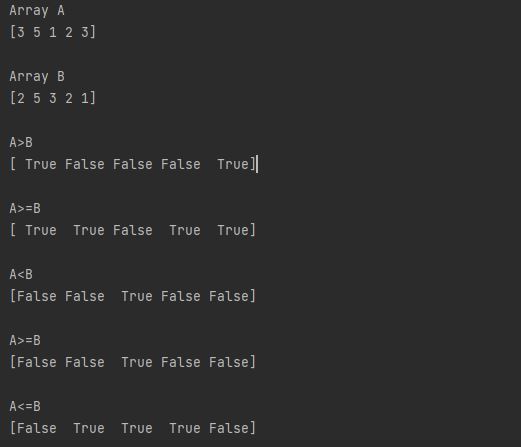 Array A
[3 5 1 2 3]
Array B
[2 5 3 2 1]
A>B
[ True False False False  True]
A>=B
[ True  True False  True  True]
A<B
[False False  True False False]
A>=B
[False False  True False False]
A<=B
[False  True  True  True False]